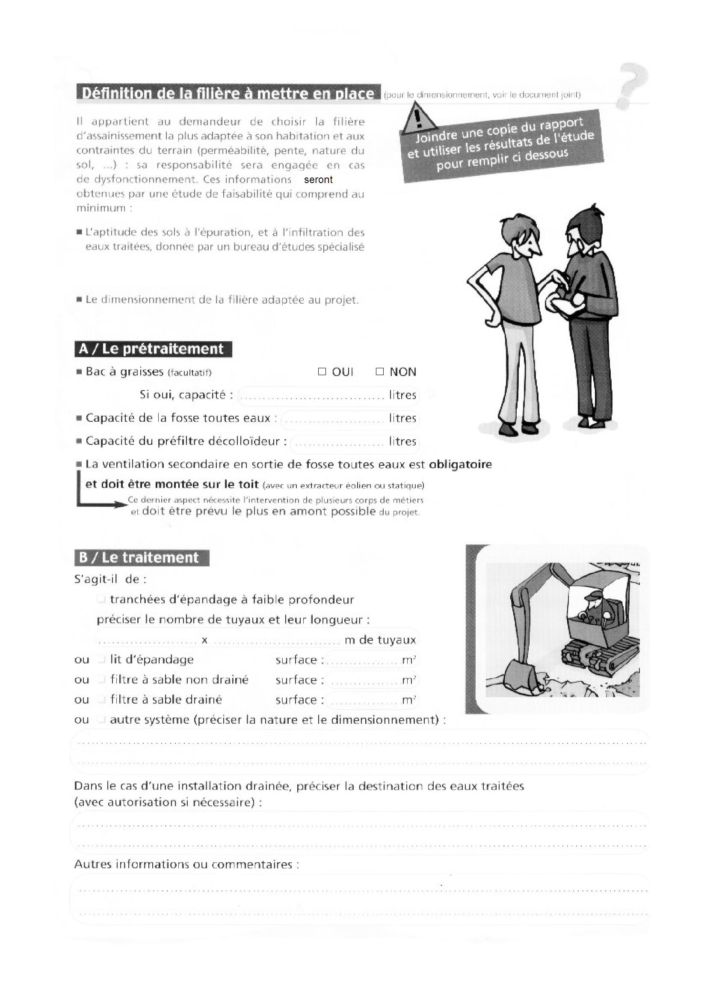 Définition de la filière à mettre en place (pour le dimensionnement, voir le document joint)
?
Il appartient au demandeur de choisir la filière
d'assainissement la plus adaptée à son habitation et aux
contraintes du terrain (perméabilité, pente, nature du
sol, ...) : sa responsabilité sera engagée en cas
de dysfonctionnement. Ces informations seront
obtenues par une étude de faisabilité qui comprend au
minimum :
!
Joindre une copie du rapport
et utiliser les résultats de l'étude
pour remplir ci dessous
■ L'aptitude des sols à l'épuration, et à l'infiltration des
eaux traitées, donnée par un bureau d'études spécialisé
■ Le dimensionnement de la filière adaptée au projet.
A / Le prétraitement
■ Bac à graisses (facultatif) □ OUI □ NON
Si oui, capacité : ................................. litres
■ Capacité de la fosse toutes eaux : ....................... litres
■ Capacité du préfiltre décolloïdeur : .................... litres
■ La ventilation secondaire en sortie de fosse toutes eaux est obligatoire
et doit être montée sur le toit (avec un extracteur éolien ou statique)
Ce dernier aspect nécessite l'intervention de plusieurs corps de métiers
et doit être prévu le plus en amont possible du projet.
B / Le traitement
S'agit-il de :
❏ tranchées d'épandage à faible profondeur
préciser le nombre de tuyaux et leur longueur :
....................... x ............................. m de tuyaux
ou ❏ lit d'épandage surface : ................. m²
ou ❏ filtre à sable non drainé surface : ................ m²
ou ❏ filtre à sable drainé surface : ................ m²
ou ❏ autre système (préciser la nature et le dimensionnement) :
Dans le cas d'une installation drainée, préciser la destination des eaux traitées
(avec autorisation si nécessaire) :
Autres informations ou commentaires :